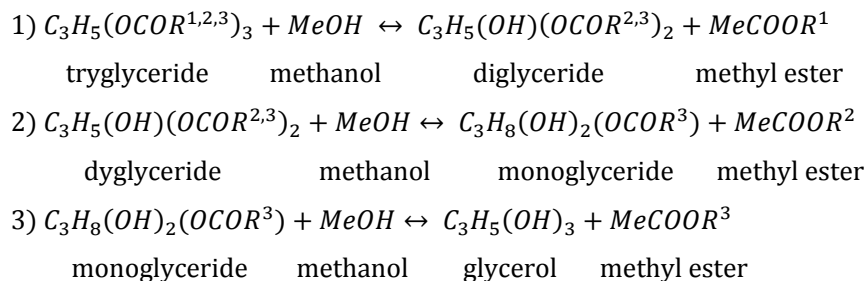 1) C₃H₅(OCOR¹,²,³)₃ + MeOH ↔ C₃H₅(OH)(OCOR²,³)₂ + MeCOOR¹
tryglyceride methanol diglyceride methyl ester
2) C₃H₅(OH)(OCOR²,³)₂ + MeOH ↔ C₃H₈(OH)₂(OCOR³) + MeCOOR²
dyglyceride methanol monoglyceride methyl ester
3) C₃H₈(OH)₂(OCOR³) + MeOH ↔ C₃H₅(OH)₃ + MeCOOR³
monoglyceride methanol glycerol methyl ester